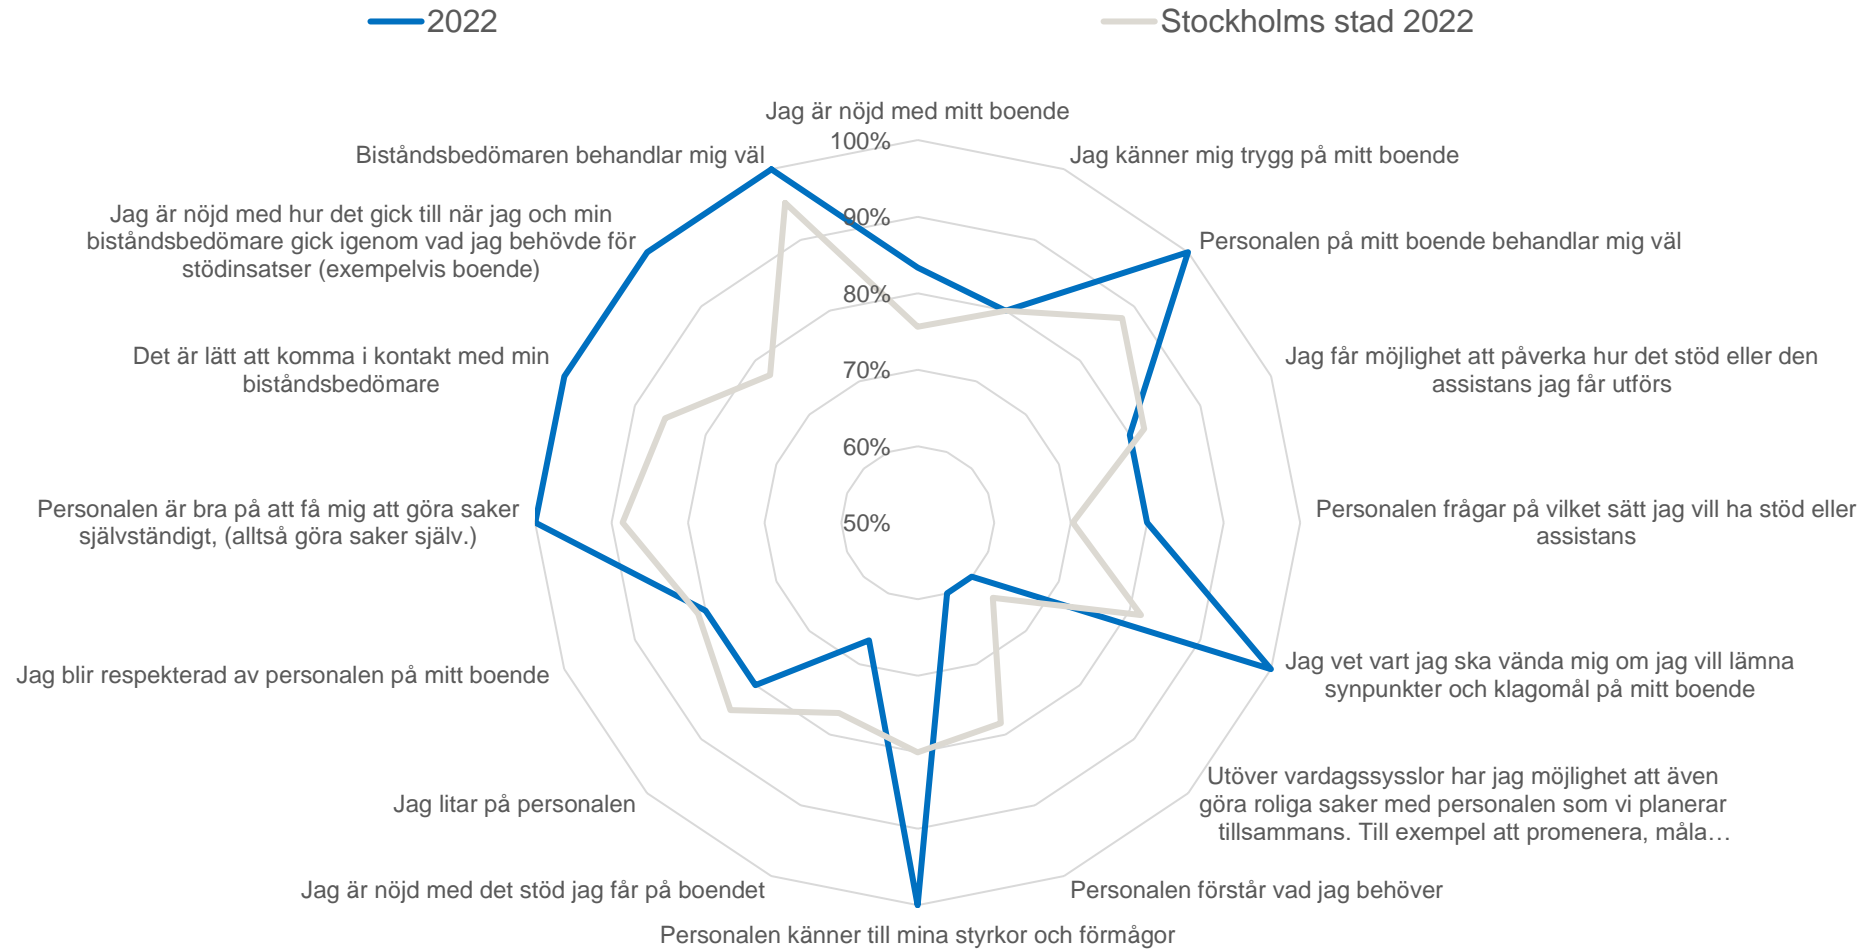 2022
Stockholms stad 2022
Jag är nöjd med mitt boende
100%
90%
80%
70%
60%
50%
Jag känner mig trygg på mitt boende
Personalen på mitt boende behandlar mig väl
Jag får möjlighet att påverka hur det stöd eller den
assistans jag får utförs
Personalen frågar på vilket sätt jag vill ha stöd eller
assistans
Jag vet vart jag ska vända mig om jag vill lämna
synpunkter och klagomål på mitt boende
Utöver vardagssysslor har jag möjlighet att även
göra roliga saker med personalen som vi planerar
tillsammans. Till exempel att promenera, måla…
Personalen förstår vad jag behöver
Personalen känner till mina styrkor och förmågor
Jag är nöjd med det stöd jag får på boendet
Jag litar på personalen
Jag blir respekterad av personalen på mitt boende
Personalen är bra på att få mig att göra saker
självständigt, (alltså göra saker själv.)
Det är lätt att komma i kontakt med min
biståndsbedömare
Jag är nöjd med hur det gick till när jag och min
biståndsbedömare gick igenom vad jag behövde för
stödinsatser (exempelvis boende)
Biståndsbedömaren behandlar mig väl